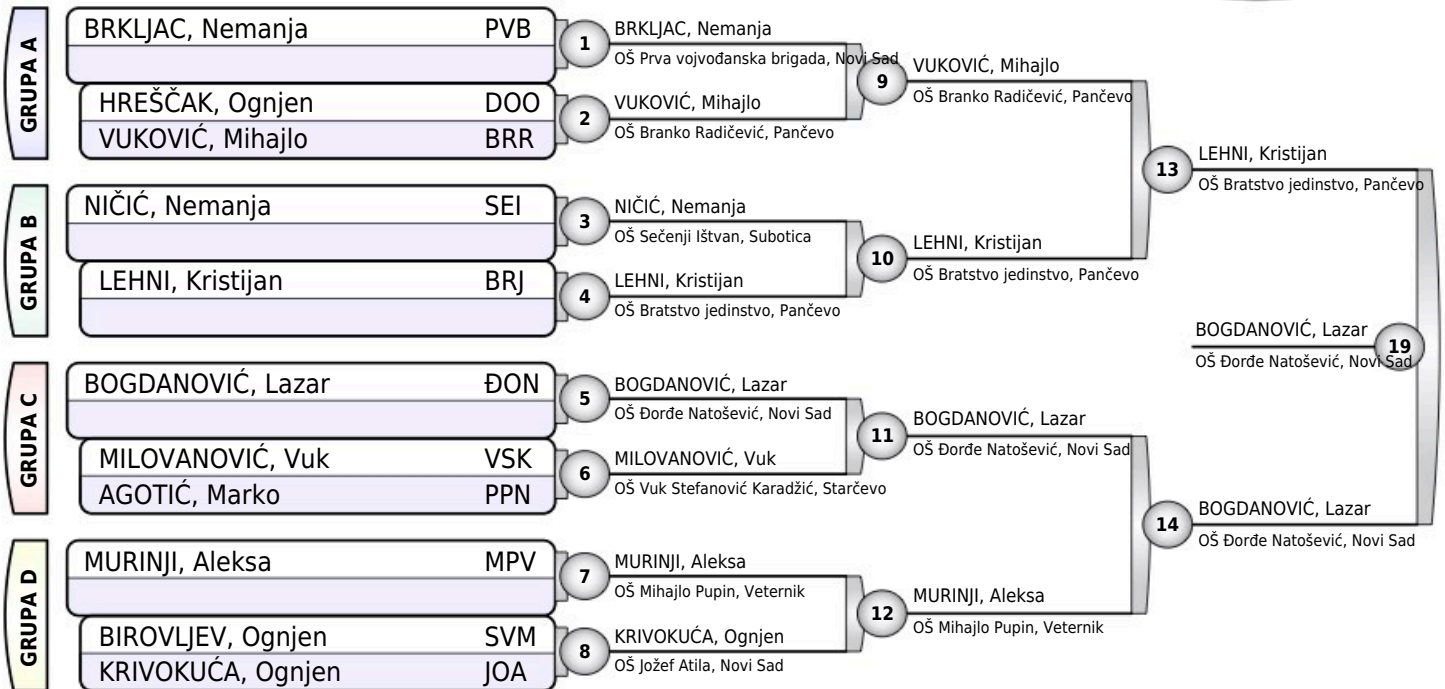 GRUPA A
BRKLJAC, Nemanja PVB
HREŠČAK, Ognjen DOO
VUKOVIĆ, Mihajlo BRR
GRUPA B
NIČIĆ, Nemanja SEI
LEHNI, Kristijan BRJ
GRUPA C
BOGDANOVIĆ, Lazar ĐON
MILOVANOVIĆ, Vuk VSK
AGOTIĆ, Marko PPN
GRUPA D
MURINJI, Aleksa MPV
BIROVLJEV, Ognjen SVM
KRIVOKUĆA, Ognjen JOA
1
BRKLJAC, Nemanja
OŠ Prva vojvođanska brigada, Novi Sad
2
VUKOVIĆ, Mihajlo
OŠ Branko Radičević, Pančevo
3
NIČIĆ, Nemanja
OŠ Sečenji Ištvan, Subotica
4
LEHNI, Kristijan
OŠ Bratstvo jedinstvo, Pančevo
5
BOGDANOVIĆ, Lazar
OŠ Đorđe Natošević, Novi Sad
6
MILOVANOVIĆ, Vuk
OŠ Vuk Stefanović Karadžić, Starčevo
7
MURINJI, Aleksa
OŠ Mihajlo Pupin, Veternik
8
KRIVOKUĆA, Ognjen
OŠ Jožef Atila, Novi Sad
9
VUKOVIĆ, Mihajlo
OŠ Branko Radičević, Pančevo
10
LEHNI, Kristijan
OŠ Bratstvo jedinstvo, Pančevo
11
BOGDANOVIĆ, Lazar
OŠ Đorđe Natošević, Novi Sad
12
MURINJI, Aleksa
OŠ Mihajlo Pupin, Veternik
13
LEHNI, Kristijan
OŠ Bratstvo jedinstvo, Pančevo
14
BOGDANOVIĆ, Lazar
OŠ Đorđe Natošević, Novi Sad
19
BOGDANOVIĆ, Lazar
OŠ Đorđe Natošević, Novi Sad